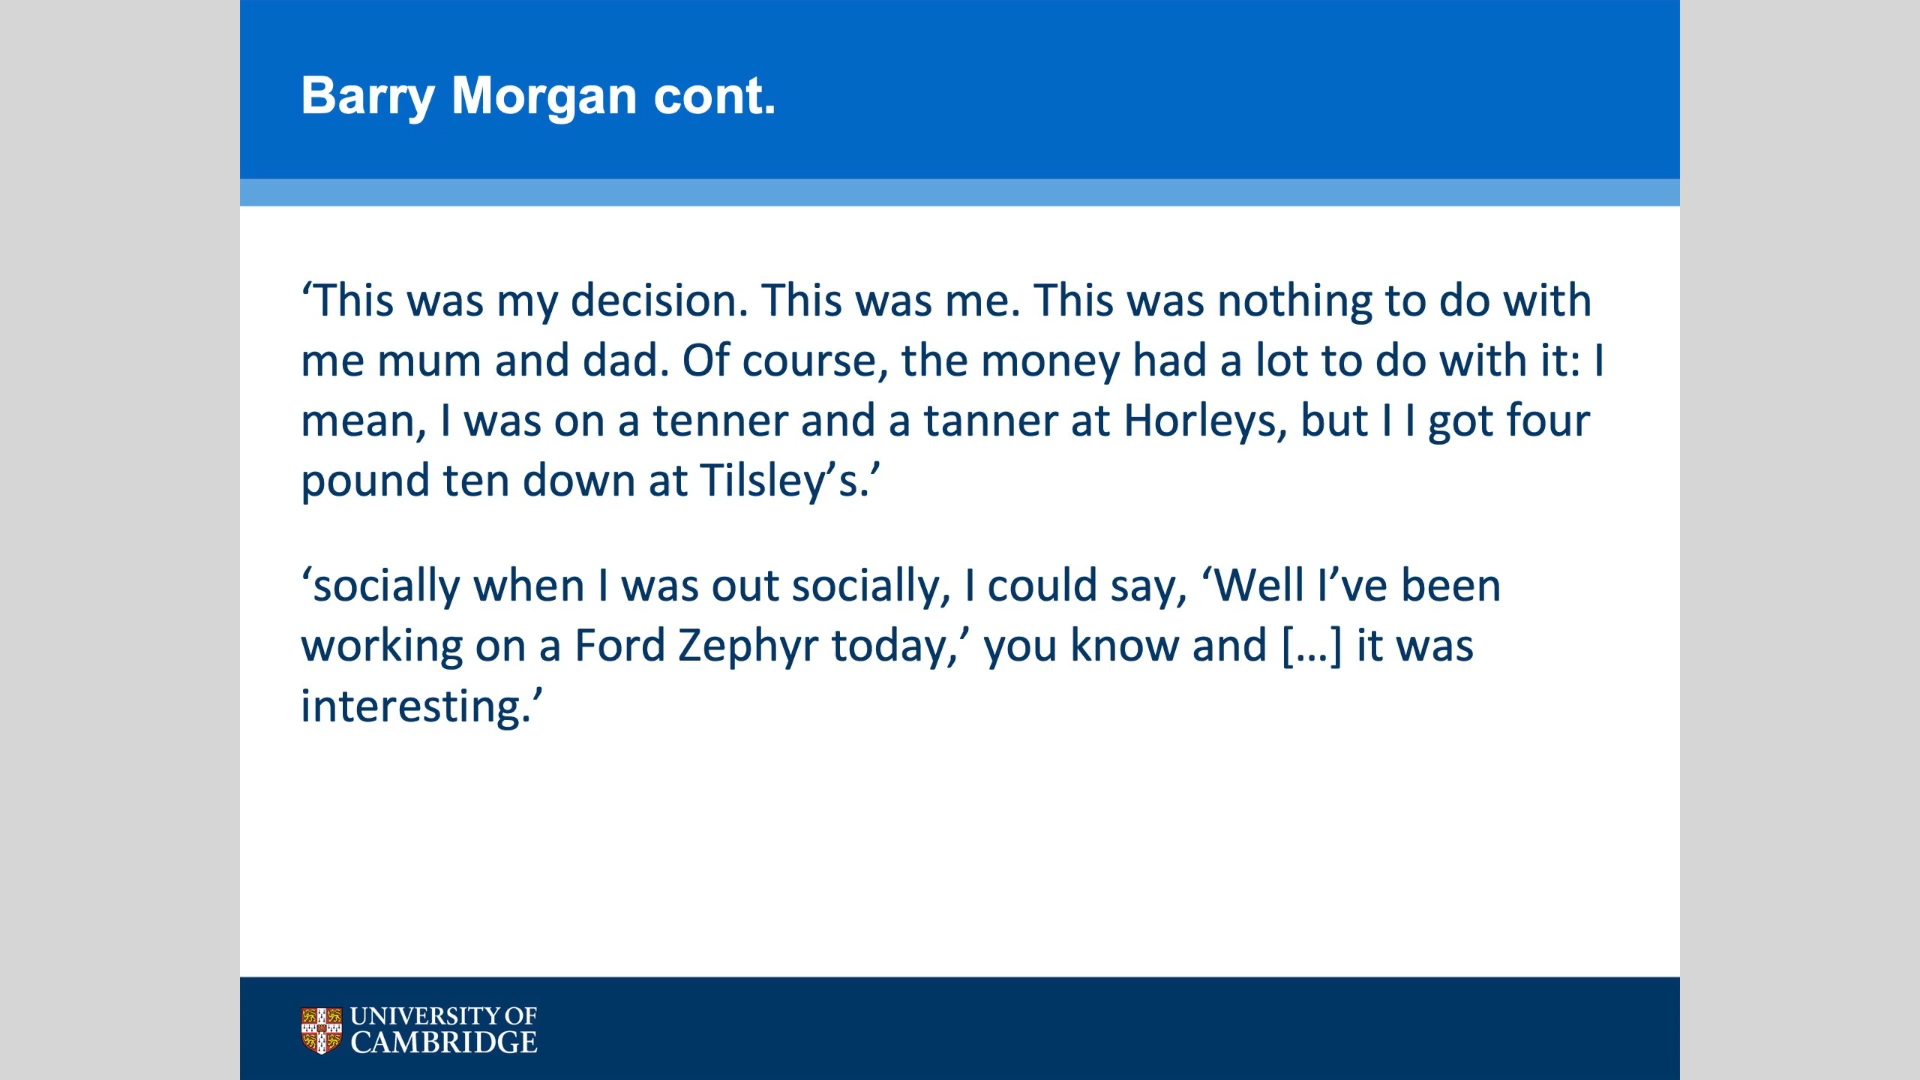 Barry Morgan cont.
‘This was my decision. This was me. This was nothing to do with
me mum and dad. Of course, the money had a lot to do with it: I
mean, I was on a tenner and a tanner at Horleys, but I I got four
pound ten down at Tilsley’s.’
‘socially when I was out socially, I could say, ‘Well I’ve been
working on a Ford Zephyr today,’ you know and […] it was
interesting.’
UNIVERSITY OF
CAMBRIDGE